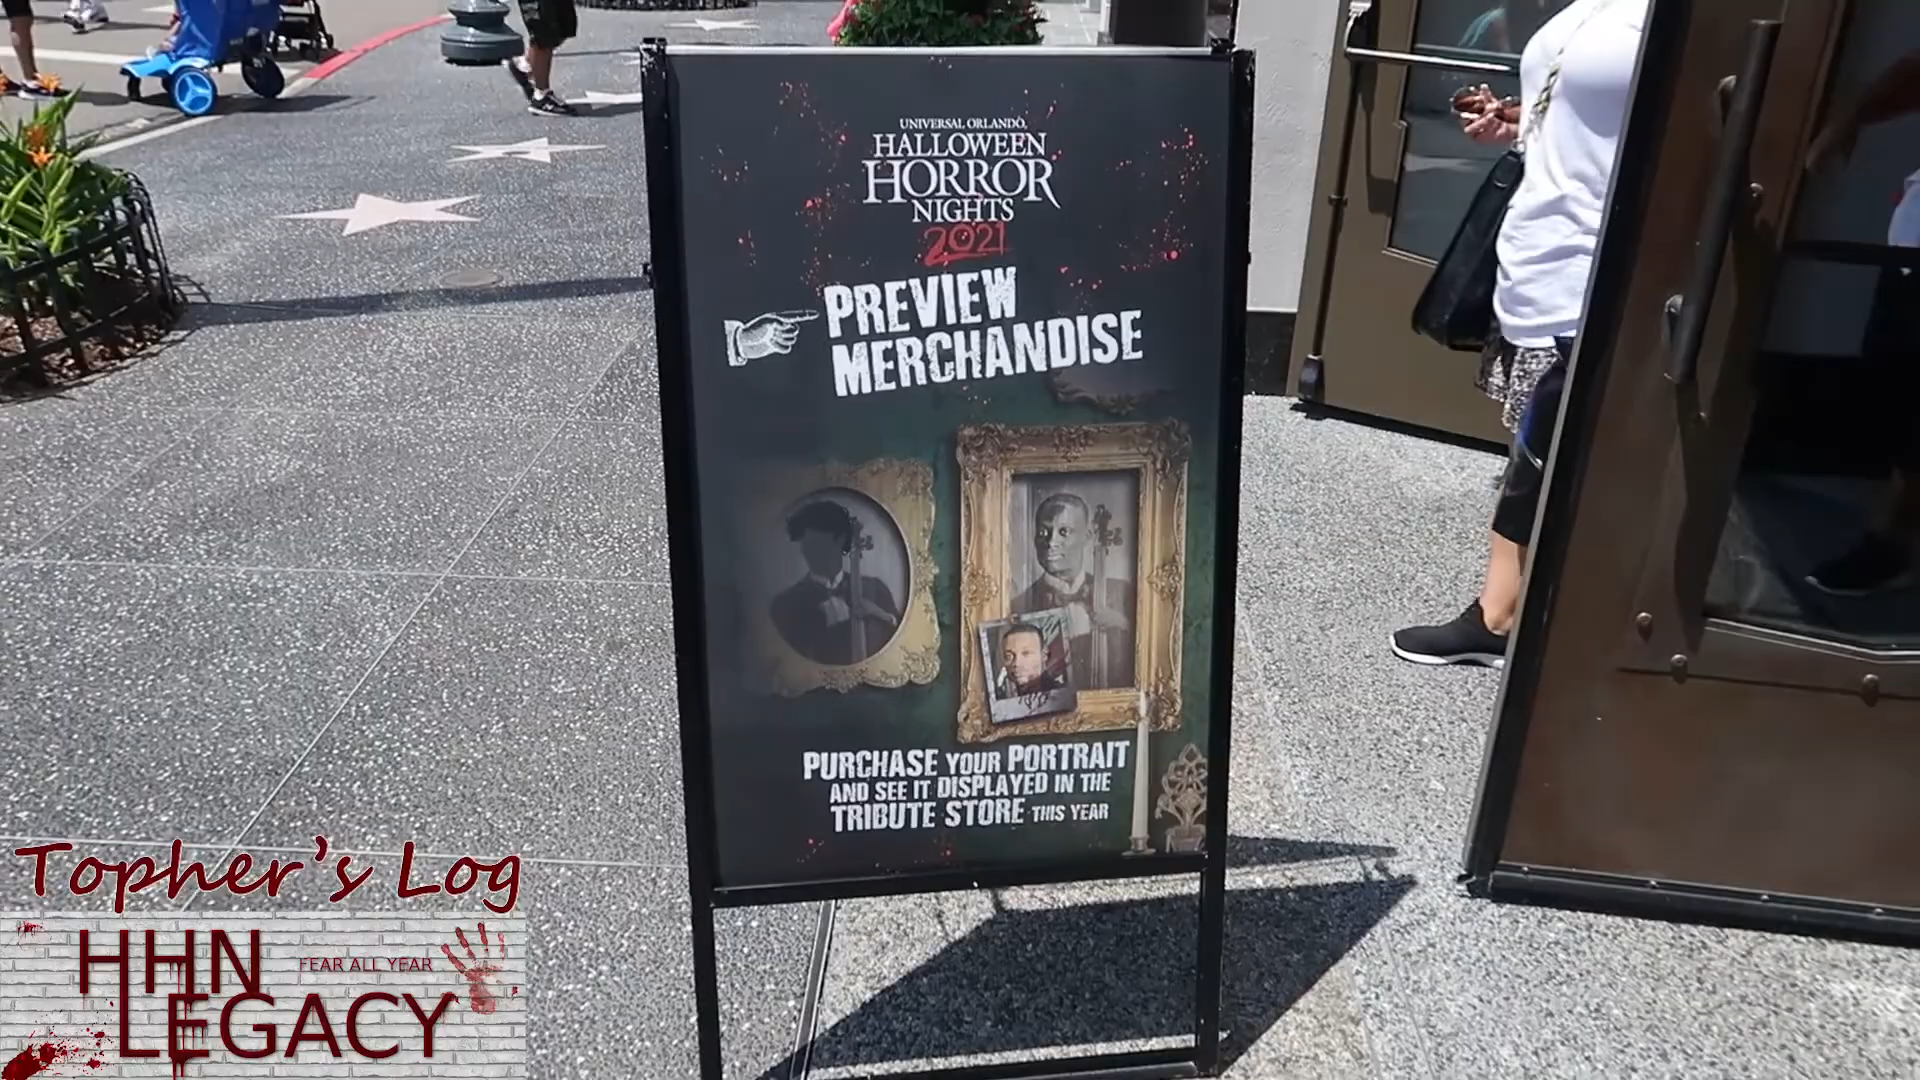 UNIVERSAL ORLANDO.
HALLOWEEN
HORROR
NIGHTS
2021
PREVIEW
MERCHANDISE
PURCHASE YOUR PORTRAIT
AND SEE IT DISPLAYED IN THE
TRIBUTE STORE THIS YEAR
Topher's Log
HHN FEAR ALL YEAR
LEGACY